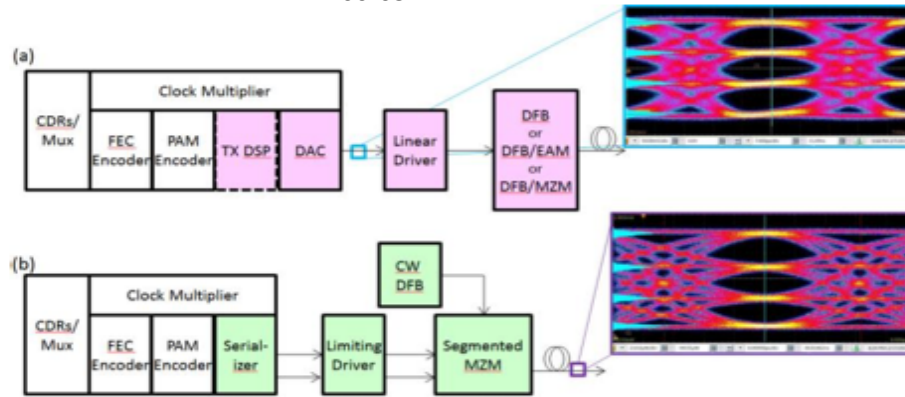 (a)
Clock Multiplier
CDRs/
Mux
FEC
Encoder
PAM
Encoder
TX DSP
DAC
Linear
Driver
DFB
or
DFB/EAM
or
DFB/MZM
(b)
CW
DFB
Clock Multiplier
CDRs/
Mux
FEC
Encoder
PAM
Encoder
Serial-
izer
Limiting
Driver
Segmented
MZM